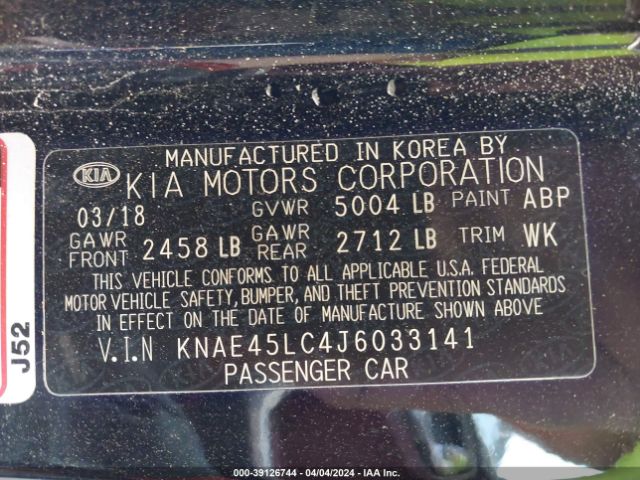 MANUFACTURED IN KOREA BY
KIA KIA MOTORS CORPORATION
03/18 GVWR 5004 LB PAINT ABP
GAWR FRONT 2458 LB GAWR REAR 2712 LB TRIM WK
THIS VEHICLE CONFORMS TO ALL APPLICABLE U.S.A. FEDERAL
MOTOR VEHICLE SAFETY, BUMPER, AND THEFT PREVENTION STANDARDS
IN EFFECT ON THE DATE OF MANUFACTURE SHOWN ABOVE
V.I.N KNAE45LC4J6033141
PASSENGER CAR
J52
000-39126744 - 04/04/2024 - IAA Inc.